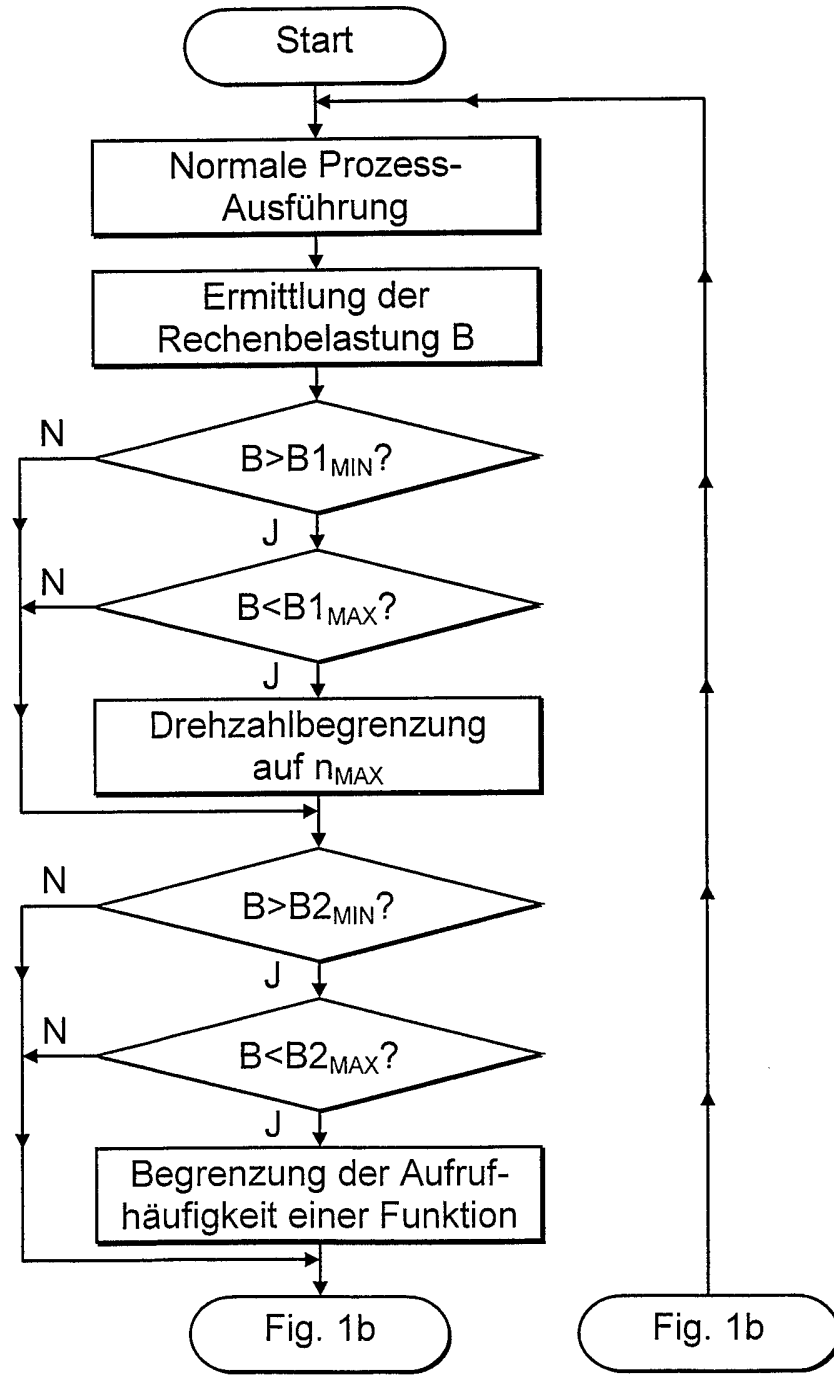 Start
Normale Prozess-
Ausführung
Ermittlung der
Rechenbelastung B
N
B>B1MIN?
J
N
B<B1MAX?
J
Drehzahlbegrenzung
auf nMAX
N
B>B2MIN?
J
N
B<B2MAX?
J
Begrenzung der Aufruf-
häufigkeit einer Funktion
Fig. 1b
Fig. 1b